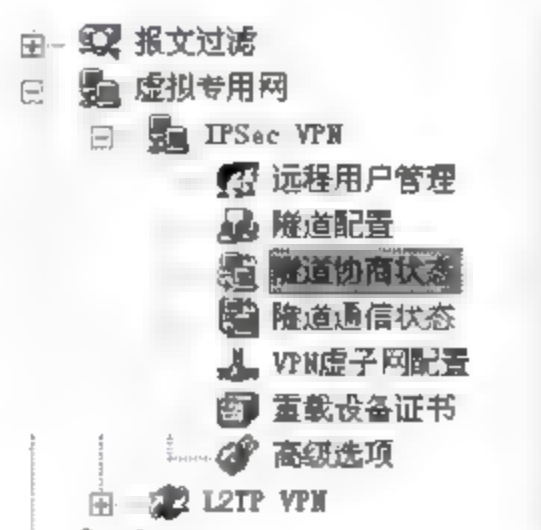 报文过滤
虚拟专用网
IPSec VPN
远程用户管理
隧道配置
隧道协商状态
隧道通信状态
VPN虚子网配置
重载设备证书
高级选项
L2TP VPN